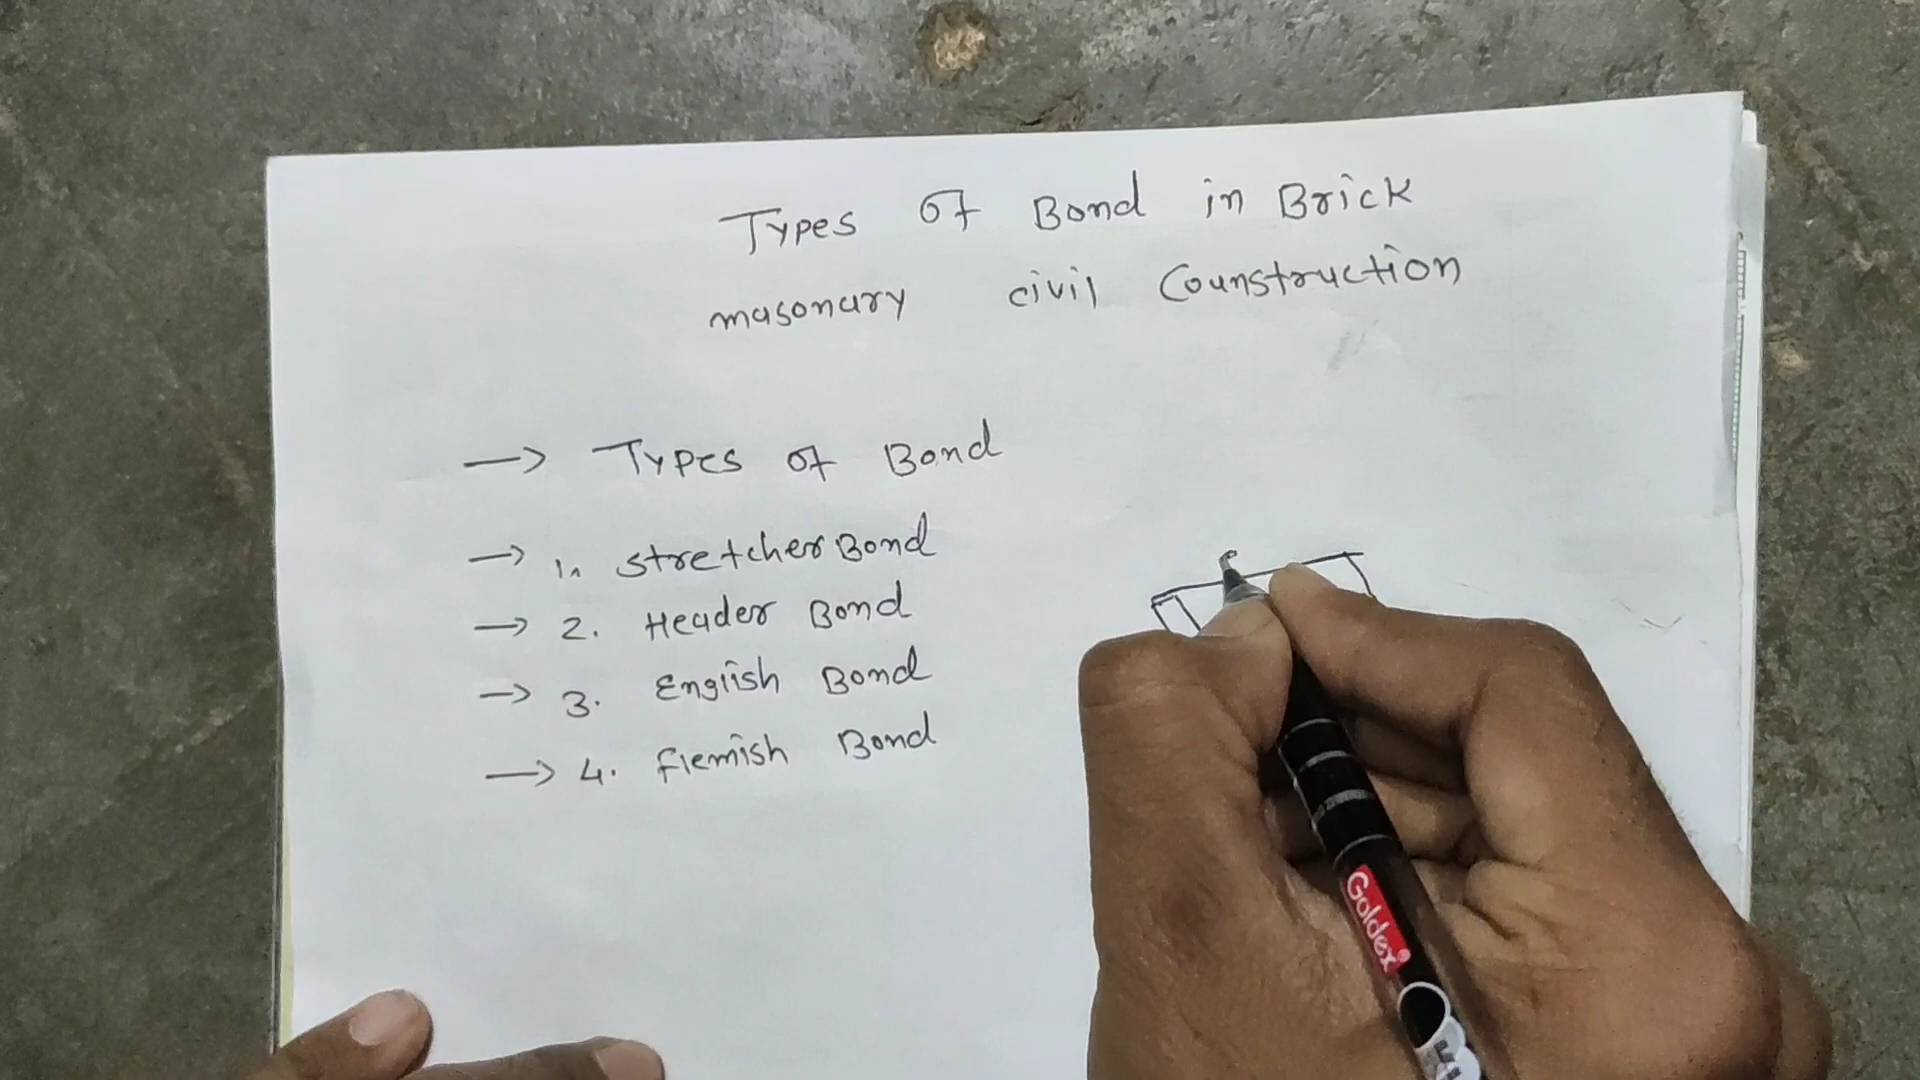 Types of Bond in Brick
masonary civil Counstruction
→ Types of Bond
→ 1. Stretcher Bond
→ 2. Header Bond
→ 3. English Bond
→ 4. flemish Bond
Goldex